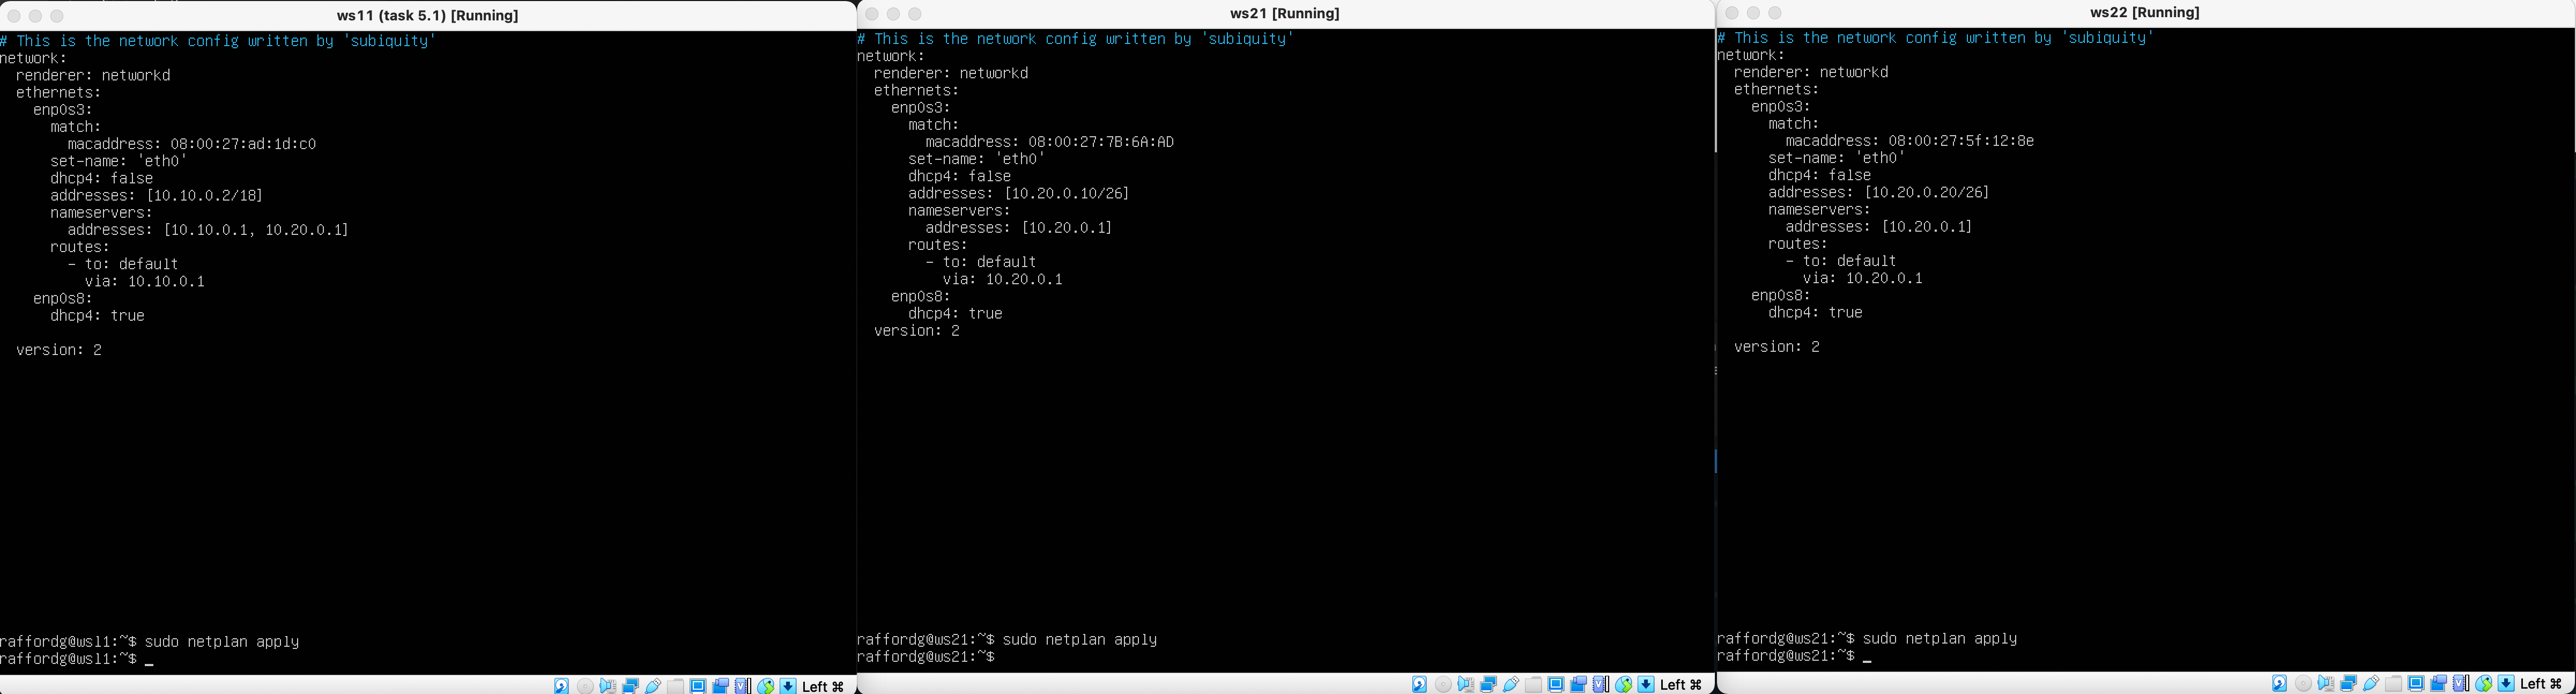 ws11 (task 5.1) [Running]
# This is the network config written by 'subiquity'
network:
  renderer: networkd
  ethernets:
    enp0s3:
      match:
        macaddress: 08:00:27:ad:1d:c0
      set-name: 'eth0'
      dhcp4: false
      addresses: [10.10.0.2/18]
      nameservers:
        addresses: [10.10.0.1, 10.20.0.1]
      routes:
        - to: default
          via: 10.10.0.1
    enp0s8:
      dhcp4: true
  version: 2
raffordg@wsl1:~$ sudo netplan apply
raffordg@wsl1:~$ _
Left ⌘
ws21 [Running]
# This is the network config written by 'subiquity'
network:
  renderer: networkd
  ethernets:
    enp0s3:
      match:
        macaddress: 08:00:27:7B:6A:AD
      set-name: 'eth0'
      dhcp4: false
      addresses: [10.20.0.10/26]
      nameservers:
        addresses: [10.20.0.1]
      routes:
        - to: default
          via: 10.20.0.1
    enp0s8:
      dhcp4: true
  version: 2
raffordg@ws21:~$ sudo netplan apply
raffordg@ws21:~$
Left ⌘
ws22 [Running]
# This is the network config written by 'subiquity'
network:
  renderer: networkd
  ethernets:
    enp0s3:
      match:
        macaddress: 08:00:27:5f:12:8e
      set-name: 'eth0'
      dhcp4: false
      addresses: [10.20.0.20/26]
      nameservers:
        addresses: [10.20.0.1]
      routes:
        - to: default
          via: 10.20.0.1
    enp0s8:
      dhcp4: true
  version: 2
raffordg@ws21:~$ sudo netplan apply
raffordg@ws21:~$ _
Left ⌘